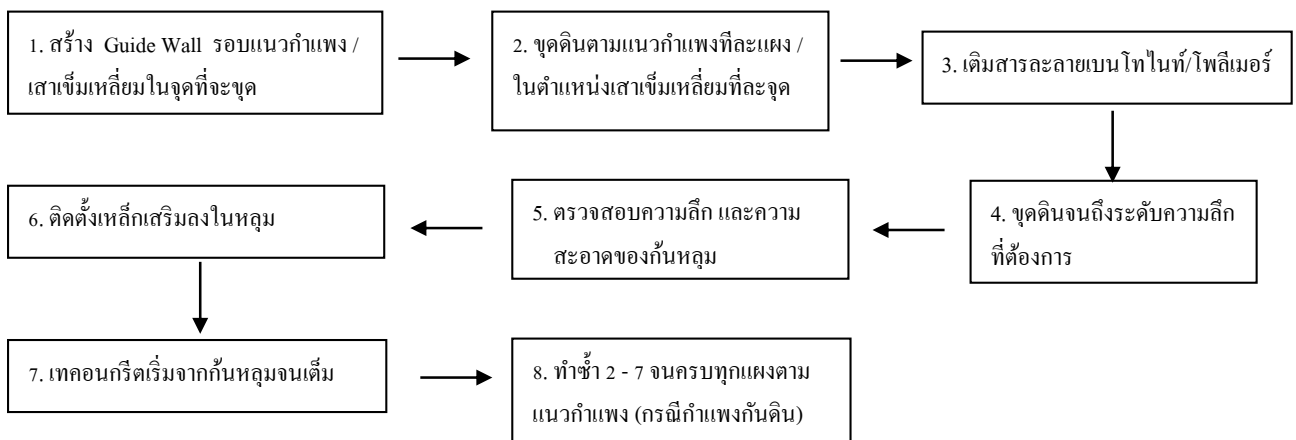 1. สร้าง Guide Wall รอบแนวกำแพง /
เสาเข็มเหลี่ยมในจุดที่จะขุด
2. ขุดดินตามแนวกำแพงทีละแผง /
ในตำแหน่งเสาเข็มเหลี่ยมที่ละจุด
3. เติมสารละลายเบนโทไนท์/โพลีเมอร์
4. ขุดดินจนถึงระดับความลึก
ที่ต้องการ
5. ตรวจสอบความลึก และความ
สะอาดของก้นหลุม
6. ติดตั้งเหล็กเสริมลงในหลุม
7. เทคอนกรีตเริ่มจากก้นหลุมจนเต็ม
8. ทำซ้ำ 2 - 7 จนครบทุกแผงตาม
แนวกำแพง (กรณีกำแพงกันดิน)